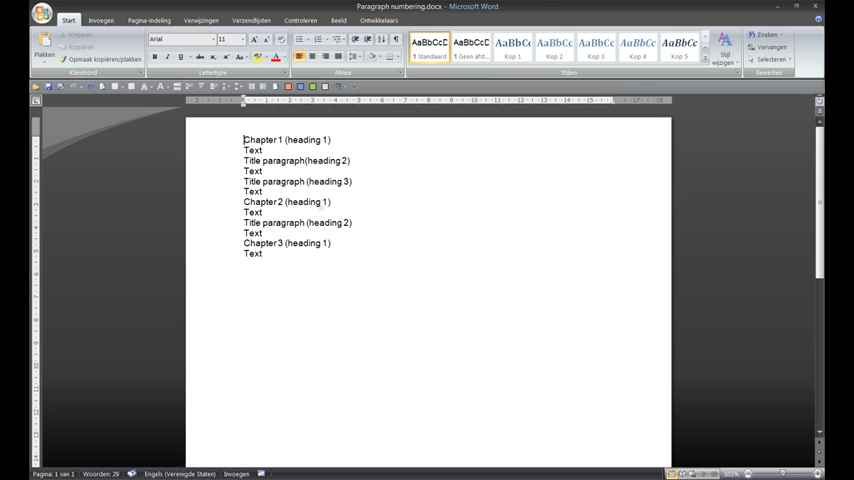 Paragraph numbering.docx - Microsoft Word
Start Invoegen Pagina-indeling Verwijzingen Verzendlijsten Controleren Beeld Ontwikkelaars
Knippen
Kopiëren
Opmaak kopiëren/plakken
Plakken
Klembord
Arial 11
Lettertype
Alinea
AaBbCcD AaBbCcD AaBbC AaBbCc AaBbCc AaBbCc AaBbCc
¶ Standaard ¶ Geen afst... Kop 1 Kop 2 Kop 3 Kop 4 Kop 5
Stijlen
Stijlen wijzigen
Zoeken
Vervangen
Selecteren
Bewerken
Chapter 1 (heading 1)
Text
Title paragraph(heading 2)
Text
Title paragraph (heading 3)
Text
Chapter 2 (heading 1)
Text
Title paragraph (heading 2)
Text
Chapter 3 (heading 1)
Text
Pagina: 1 van 1 Woorden: 29 Engels (Verenigde Staten) Invoegen